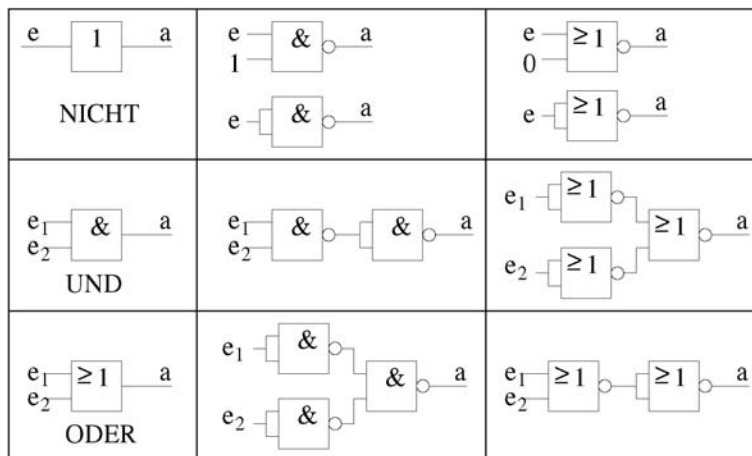 e 1 a
NICHT
e & a
1
e & a
e ≥1 a
0
e ≥1 a
e₁ & a
e₂
UND
e₁ & & a
e₂
e₁ ≥1
≥1 a
e₂ ≥1
e₁ ≥1 a
e₂
ODER
e₁ &
& a
e₂ &
e₁ ≥1 ≥1 a
e₂